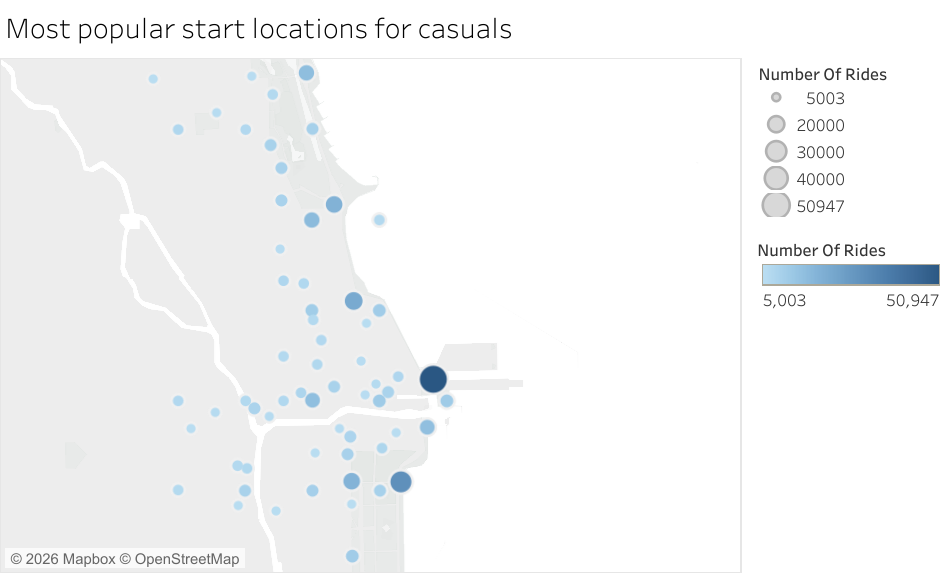 Most popular start locations for casuals
Number Of Rides
5003
20000
30000
40000
50947
Number Of Rides
5,003 50,947
© 2026 Mapbox © OpenStreetMap